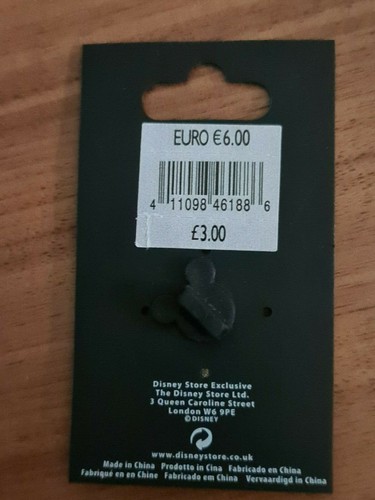 EURO €6.00
4 11098 46188 6
£3.00
Disney Store Exclusive
The Disney Store Ltd.
3 Queen Caroline Street
London W6 9PE
©DISNEY
www.disneystore.co.uk
Made in China Prodotto in Cina Fabricado en China
Fabriqué en en Chine Fabricado em China Vervaardigd in China